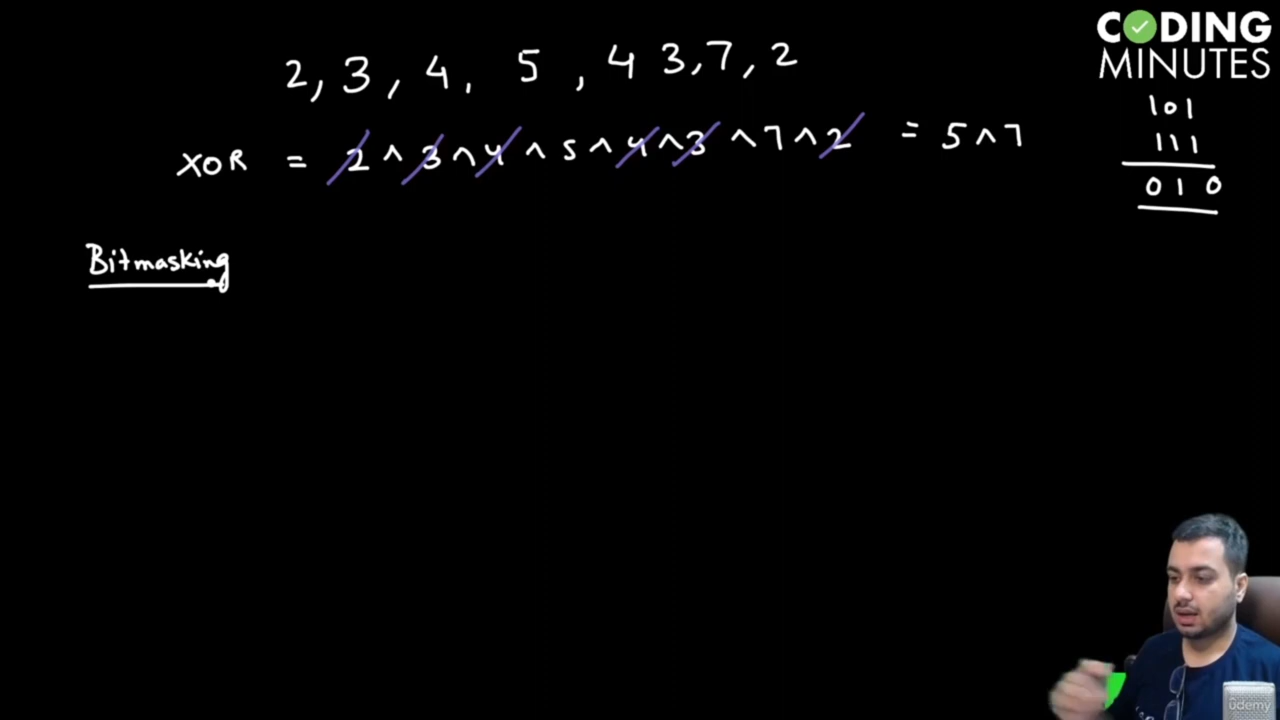 2, 3, 4, 5, 4 3, 7, 2
XOR = 2 ^ 3 ^ 4 ^ 5 ^ 4 ^ 3 ^ 7 ^ 2 = 5 ^ 7
Bitmasking
CODING
MINUTES
101
111
010
udemy